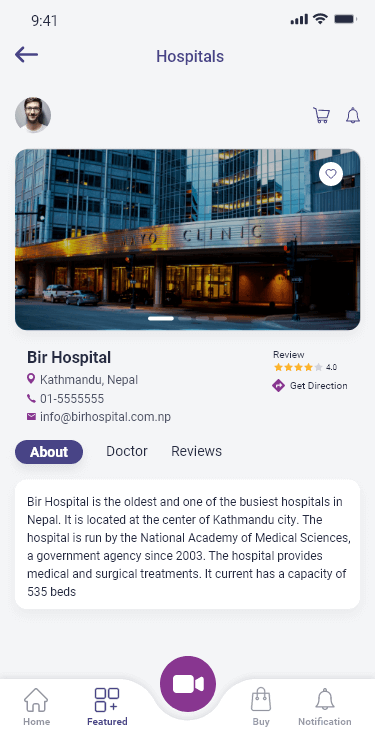 9:41
Hospitals
MAYO CLINIC
Bir Hospital
Review
4.0
Kathmandu, Nepal
Get Direction
01-5555555
info@birhospital.com.np
About Doctor Reviews
Bir Hospital is the oldest and one of the busiest hospitals in
Nepal. It is located at the center of Kathmandu city. The
hospital is run by the National Academy of Medical Sciences,
a government agency since 2003. The hospital provides
medical and surgical treatments. It current has a capacity of
535 beds
Home Featured Buy Notification